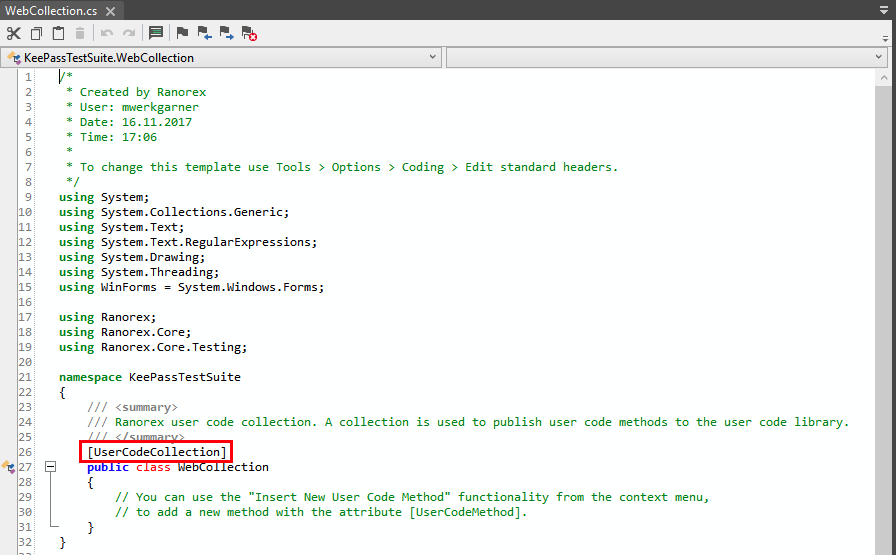 WebCollection.cs
KeePassTestSuite.WebCollection
1 /*
2 * Created by Ranorex
3 * User: mwerkgarner
4 * Date: 16.11.2017
5 * Time: 17:06
6 *
7 * To change this template use Tools > Options > Coding > Edit standard headers.
8 */
9 using System;
10 using System.Collections.Generic;
11 using System.Text;
12 using System.Text.RegularExpressions;
13 using System.Drawing;
14 using System.Threading;
15 using WinForms = System.Windows.Forms;
16
17 using Ranorex;
18 using Ranorex.Core;
19 using Ranorex.Core.Testing;
20
21 namespace KeePassTestSuite
22 {
23 /// <summary>
24 /// Ranorex user code collection. A collection is used to publish user code methods to the user code library.
25 /// </summary>
26 [UserCodeCollection]
27 public class WebCollection
28 {
29 // You can use the "Insert New User Code Method" functionality from the context menu,
30 // to add a new method with the attribute [UserCodeMethod].
31 }
32 }